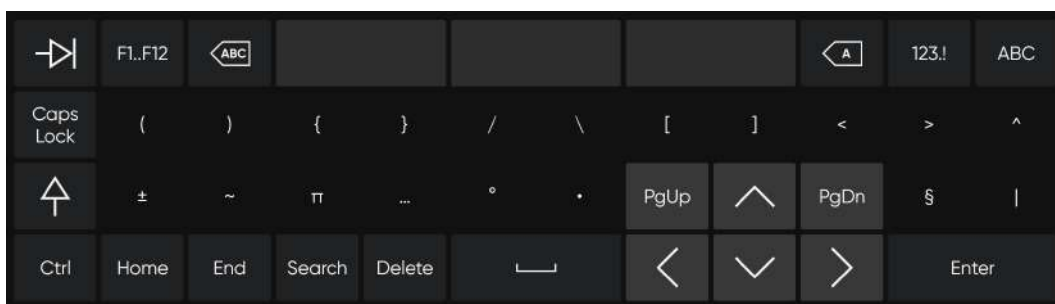 F1..F12 ABC A 123.! ABC
Caps Lock ( ) { } / \ [ ] < > ^
± ~ π ... ° • PgUp PgDn § |
Ctrl Home End Search Delete Enter